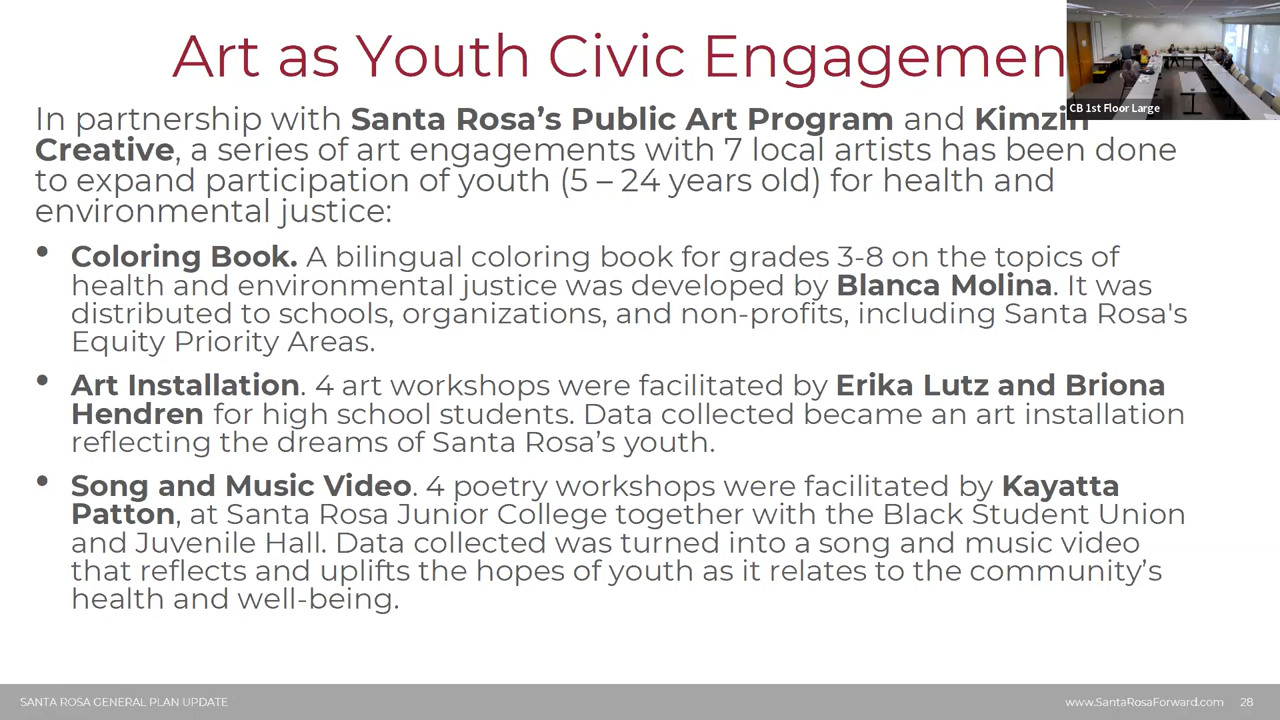 Art as Youth Civic Engagemen
CB 1st Floor Large
In partnership with Santa Rosa's Public Art Program and Kimzin
Creative, a series of art engagements with 7 local artists has been done
to expand participation of youth (5 – 24 years old) for health and
environmental justice:
• Coloring Book. A bilingual coloring book for grades 3-8 on the topics of
health and environmental justice was developed by Blanca Molina. It was
distributed to schools, organizations, and non-profits, including Santa Rosa's
Equity Priority Areas.
• Art Installation. 4 art workshops were facilitated by Erika Lutz and Briona
Hendren for high school students. Data collected became an art installation
reflecting the dreams of Santa Rosa's youth.
• Song and Music Video. 4 poetry workshops were facilitated by Kayatta
Patton, at Santa Rosa Junior College together with the Black Student Union
and Juvenile Hall. Data collected was turned into a song and music video
that reflects and uplifts the hopes of youth as it relates to the community's
health and well-being.
SANTA ROSA GENERAL PLAN UPDATE
www.SantaRosaForward.com 28